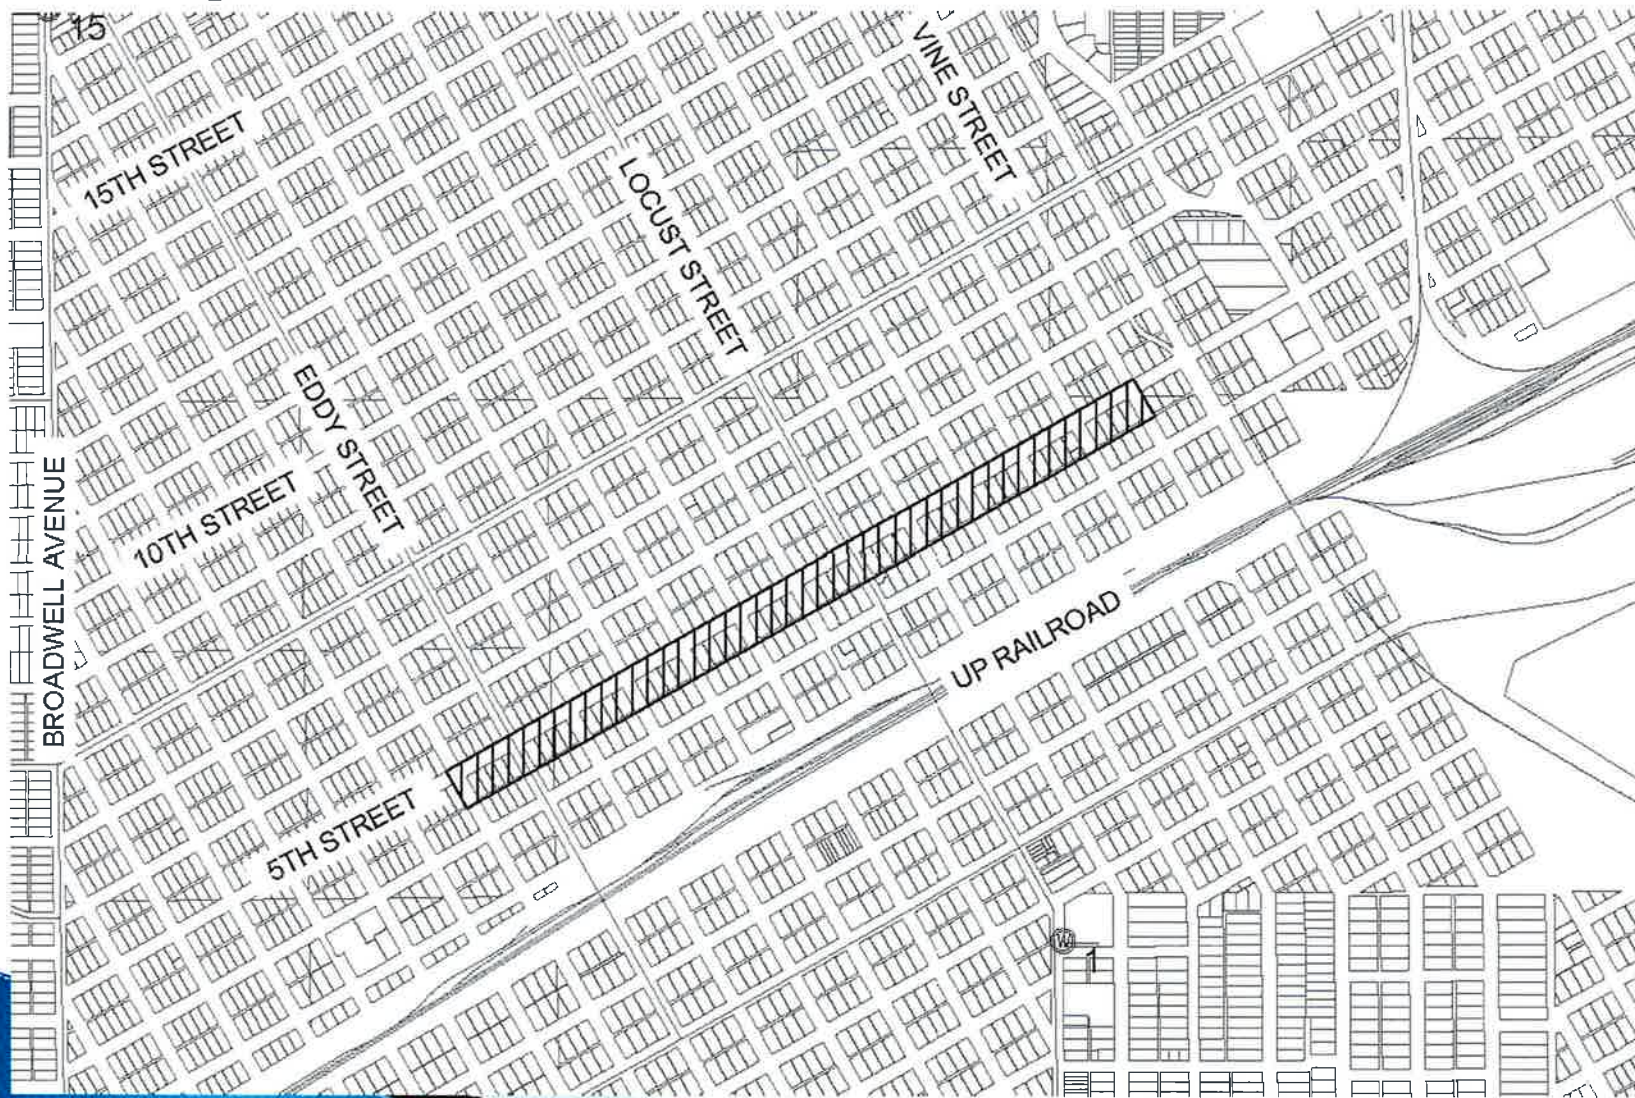 15
VINE STREET
15TH STREET
LOCUST STREET
EDDY STREET
10TH STREET
BROADWELL AVENUE
UP RAILROAD
5TH STREET
W
1